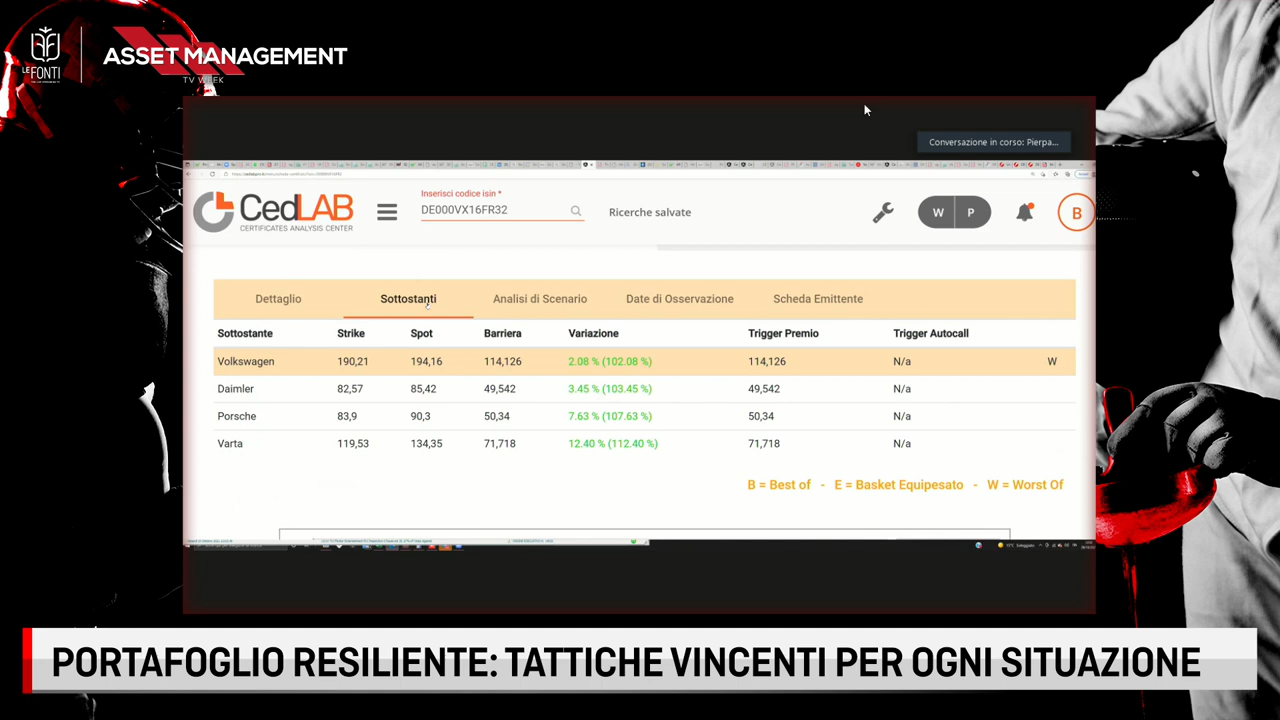 LE FONTI
ASSET MANAGEMENT
TV WEEK
Conversazione in corso: Pierpa...
CedLAB
CERTIFICATES ANALYSIS CENTER
Inserisci codice isin *
DE000VX16FR32
Ricerche salvate
W P
B
Dettaglio Sottostanti Analisi di Scenario Date di Osservazione Scheda Emittente
Sottostante Strike Spot Barriera Variazione Trigger Premio Trigger Autocall
Volkswagen 190,21 194,16 114,126 2.08 % (102.08 %) 114,126 N/a W
Daimler 82,57 85,42 49,542 3.45 % (103.45 %) 49,542 N/a
Porsche 83,9 90,3 50,34 7.63 % (107.63 %) 50,34 N/a
Varta 119,53 134,35 71,718 12.40 % (112.40 %) 71,718 N/a
B = Best of - E = Basket Equipesato - W = Worst Of
PORTAFOGLIO RESILIENTE: TATTICHE VINCENTI PER OGNI SITUAZIONE